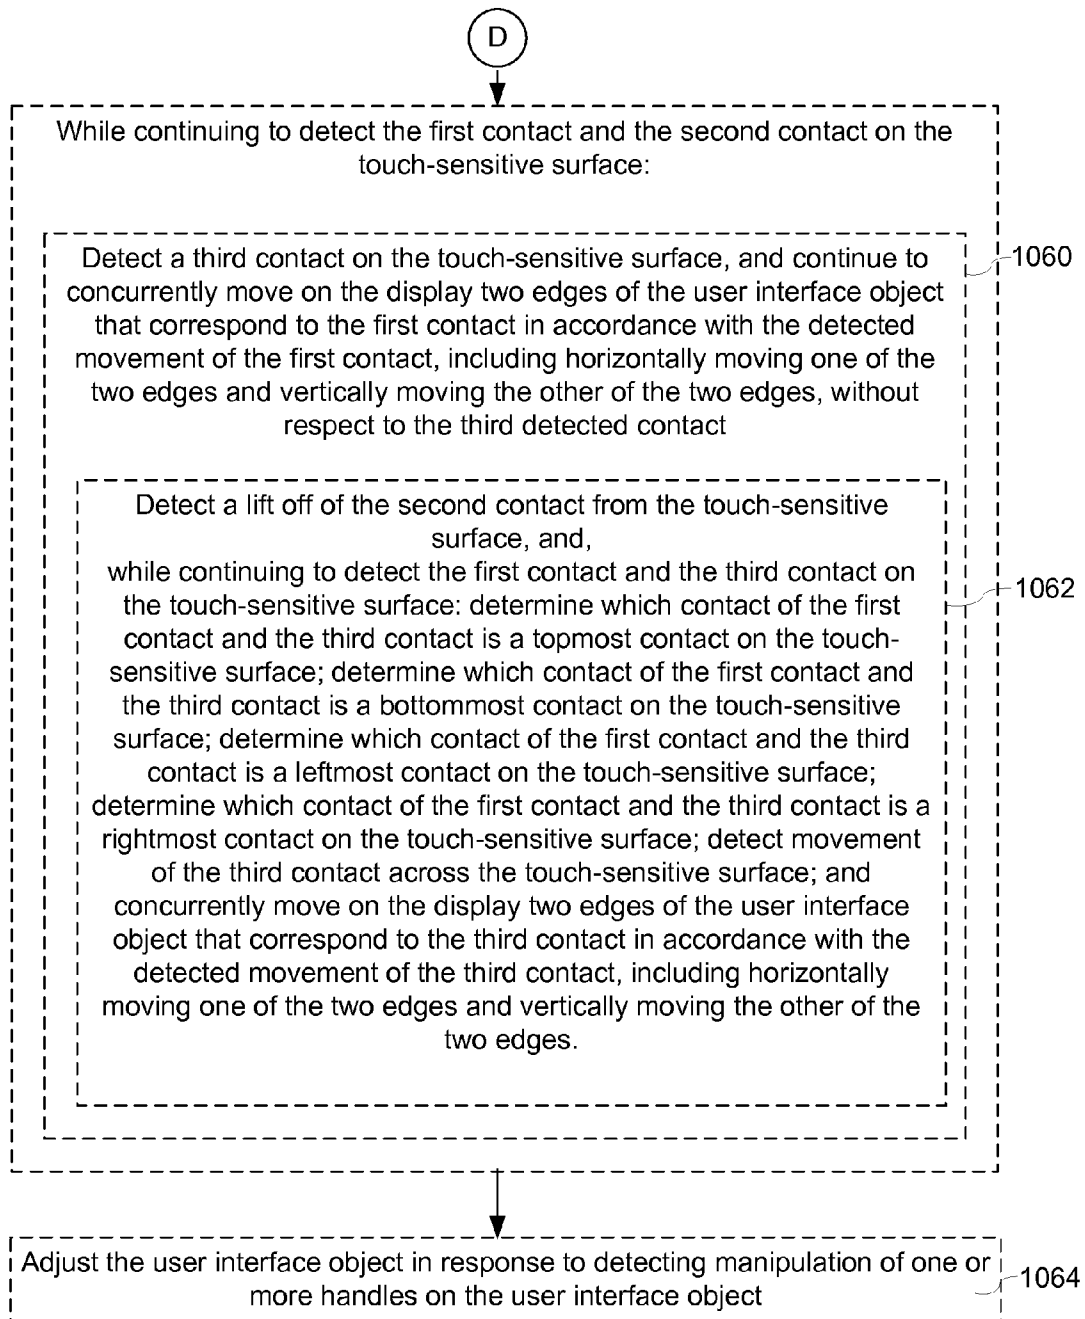 D
While continuing to detect the first contact and the second contact on the
touch-sensitive surface:
Detect a third contact on the touch-sensitive surface, and continue to
concurrently move on the display two edges of the user interface object
that correspond to the first contact in accordance with the detected
movement of the first contact, including horizontally moving one of the
two edges and vertically moving the other of the two edges, without
respect to the third detected contact
1060
Detect a lift off of the second contact from the touch-sensitive
surface, and,
while continuing to detect the first contact and the third contact on
the touch-sensitive surface: determine which contact of the first
contact and the third contact is a topmost contact on the touch-
sensitive surface; determine which contact of the first contact and
the third contact is a bottommost contact on the touch-sensitive
surface; determine which contact of the first contact and the third
contact is a leftmost contact on the touch-sensitive surface;
determine which contact of the first contact and the third contact is a
rightmost contact on the touch-sensitive surface; detect movement
of the third contact across the touch-sensitive surface; and
concurrently move on the display two edges of the user interface
object that correspond to the third contact in accordance with the
detected movement of the third contact, including horizontally
moving one of the two edges and vertically moving the other of the
two edges.
1062
Adjust the user interface object in response to detecting manipulation of one or
more handles on the user interface object
1064